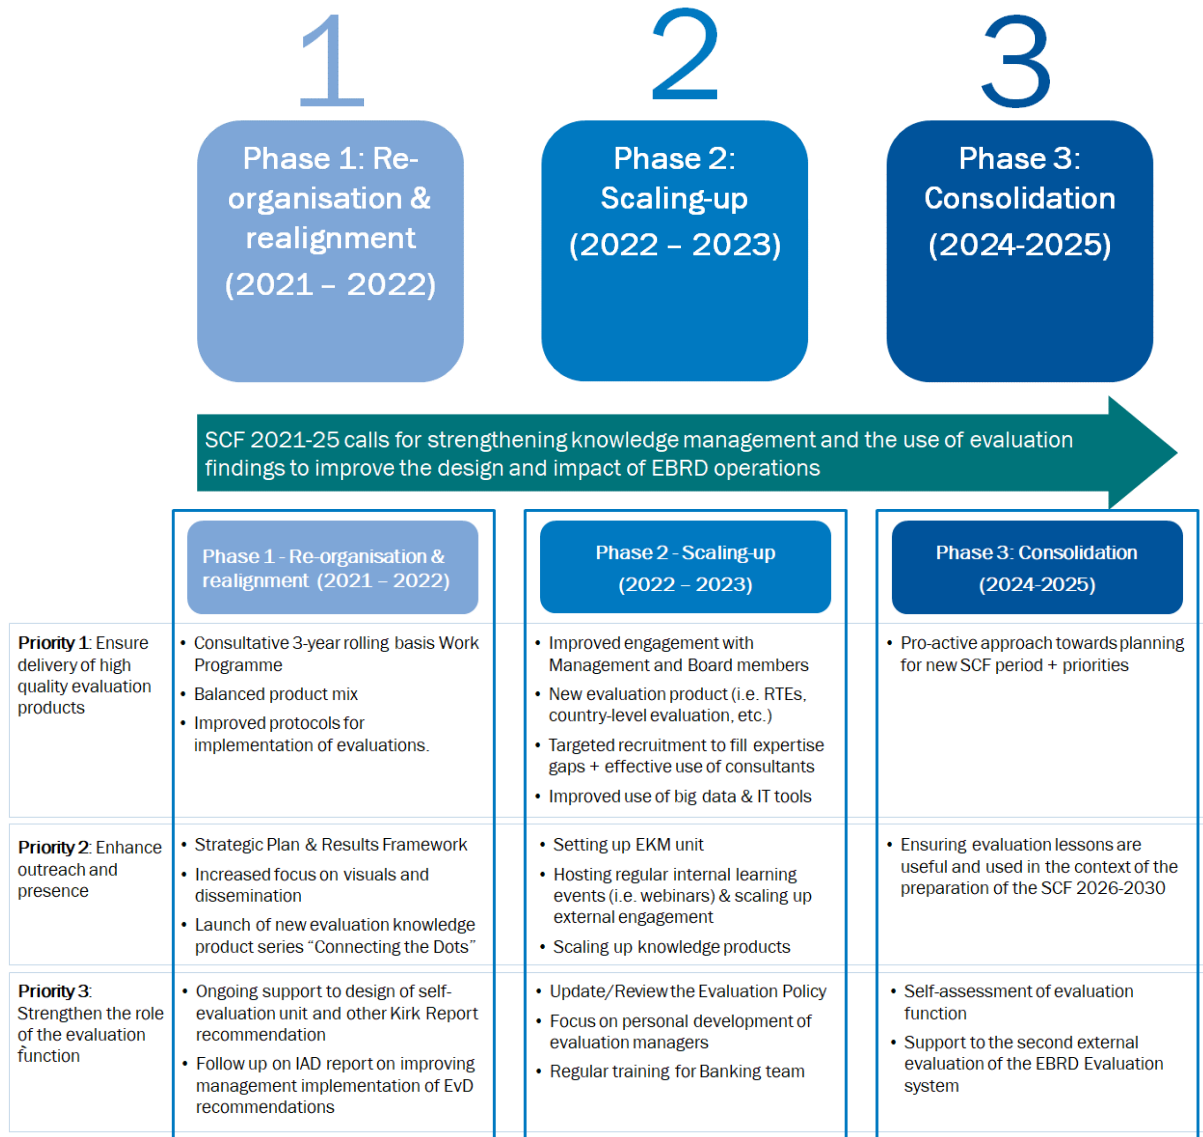 1
2
3
Phase 1: Re-
organisation &
realignment
(2021 – 2022)
Phase 2:
Scaling-up
(2022 – 2023)
Phase 3:
Consolidation
(2024-2025)
SCF 2021-25 calls for strengthening knowledge management and the use of evaluation
findings to improve the design and impact of EBRD operations
Phase 1 - Re-organisation &
realignment (2021 – 2022)
Phase 2 - Scaling-up
(2022 – 2023)
Phase 3: Consolidation
(2024-2025)
Priority 1: Ensure
delivery of high
quality evaluation
products
• Consultative 3-year rolling basis Work
Programme
• Balanced product mix
• Improved protocols for
implementation of evaluations.
• Improved engagement with
Management and Board members
• New evaluation product (i.e. RTEs,
country-level evaluation, etc.)
• Targeted recruitment to fill expertise
gaps + effective use of consultants
• Improved use of big data & IT tools
• Pro-active approach towards planning
for new SCF period + priorities
Priority 2: Enhance
outreach and
presence
• Strategic Plan & Results Framework
• Increased focus on visuals and
dissemination
• Launch of new evaluation knowledge
product series “Connecting the Dots”
• Setting up EKM unit
• Hosting regular internal learning
events (i.e. webinars) & scaling up
external engagement
• Scaling up knowledge products
• Ensuring evaluation lessons are
useful and used in the context of the
preparation of the SCF 2026-2030
Priority 3:
Strengthen the role
of the evaluation
function
• Ongoing support to design of self-
evaluation unit and other Kirk Report
recommendation
• Follow up on IAD report on improving
management implementation of EvD
recommendations
• Update/Review the Evaluation Policy
• Focus on personal development of
evaluation managers
• Regular training for Banking team
• Self-assessment of evaluation
function
• Support to the second external
evaluation of the EBRD Evaluation
system